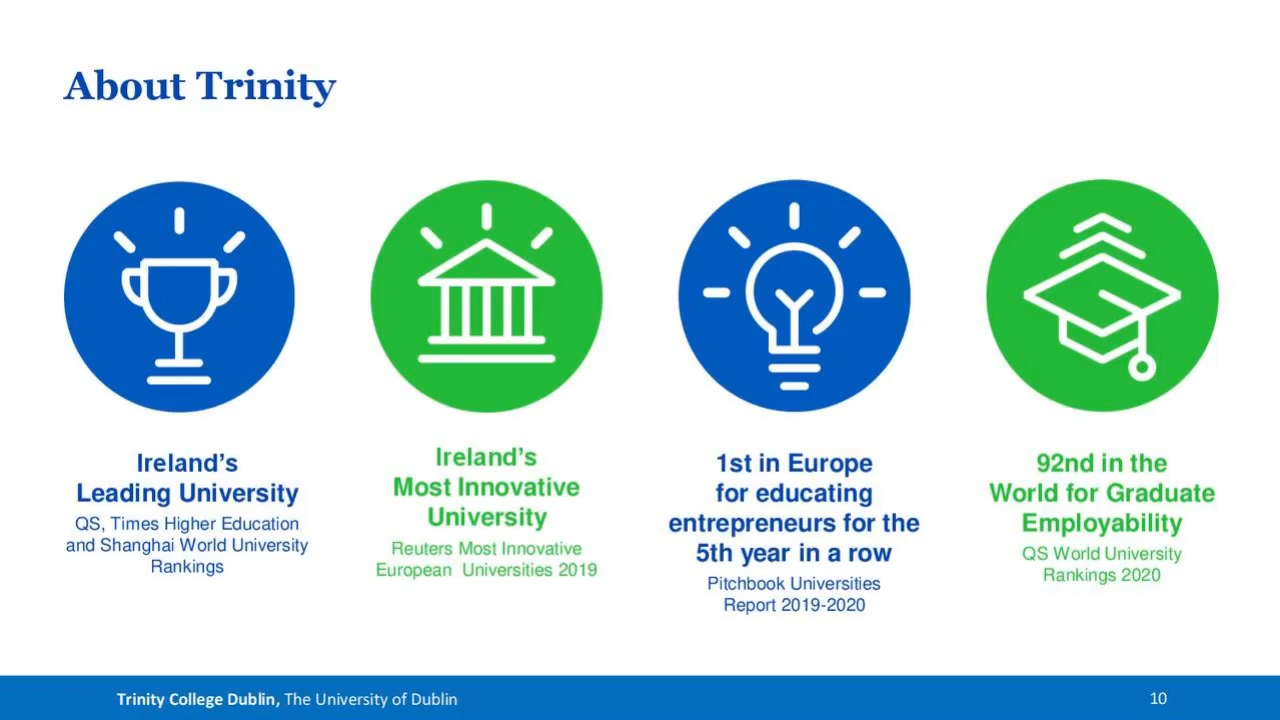 About Trinity
Ireland’s
Leading University
QS, Times Higher Education
and Shanghai World University
Rankings
Ireland’s
Most Innovative
University
Reuters Most Innovative
European  Universities 2019
1st in Europe
for educating
entrepreneurs for the
5th year in a row
Pitchbook Universities
Report 2019-2020
92nd in the
World for Graduate
Employability
QS World University
Rankings 2020
Trinity College Dublin, The University of Dublin
10